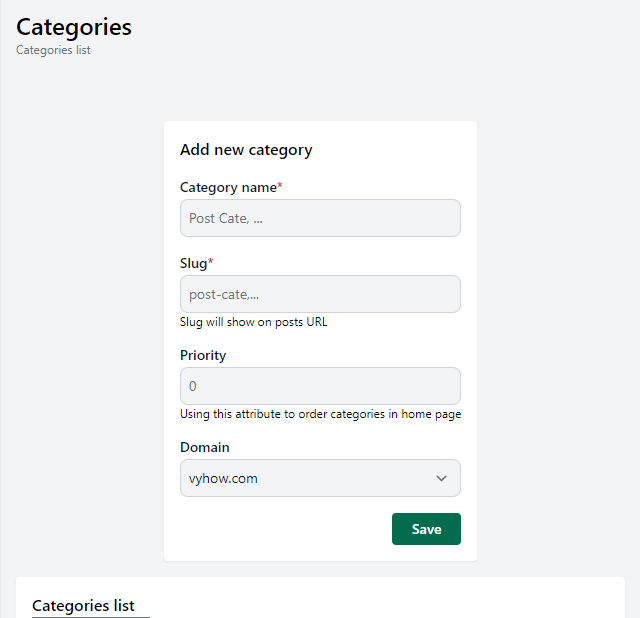 Categories
Categories list
Add new category
Category name*
Post Cate, ...
Slug*
post-cate,...
Slug will show on posts URL
Priority
0
Using this attribute to order categories in home page
Domain
vyhow.com
Save
Categories list